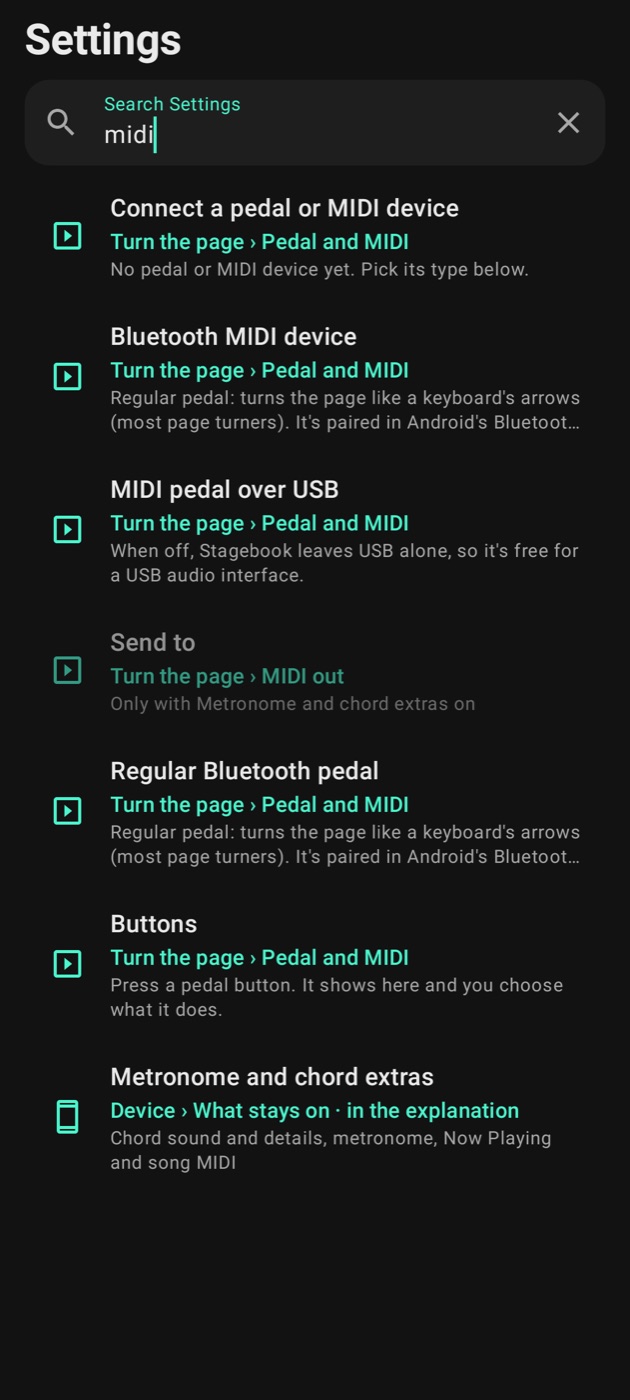 Settings
Search Settings
midi
Connect a pedal or MIDI device
Turn the page › Pedal and MIDI
No pedal or MIDI device yet. Pick its type below.
Bluetooth MIDI device
Turn the page › Pedal and MIDI
Regular pedal: turns the page like a keyboard's arrows
(most page turners). It's paired in Android's Bluetoot…
MIDI pedal over USB
Turn the page › Pedal and MIDI
When off, Stagebook leaves USB alone, so it's free for
a USB audio interface.
Send to
Turn the page › MIDI out
Only with Metronome and chord extras on
Regular Bluetooth pedal
Turn the page › Pedal and MIDI
Regular pedal: turns the page like a keyboard's arrows
(most page turners). It's paired in Android's Bluetoot…
Buttons
Turn the page › Pedal and MIDI
Press a pedal button. It shows here and you choose
what it does.
Metronome and chord extras
Device › What stays on · in the explanation
Chord sound and details, metronome, Now Playing
and song MIDI